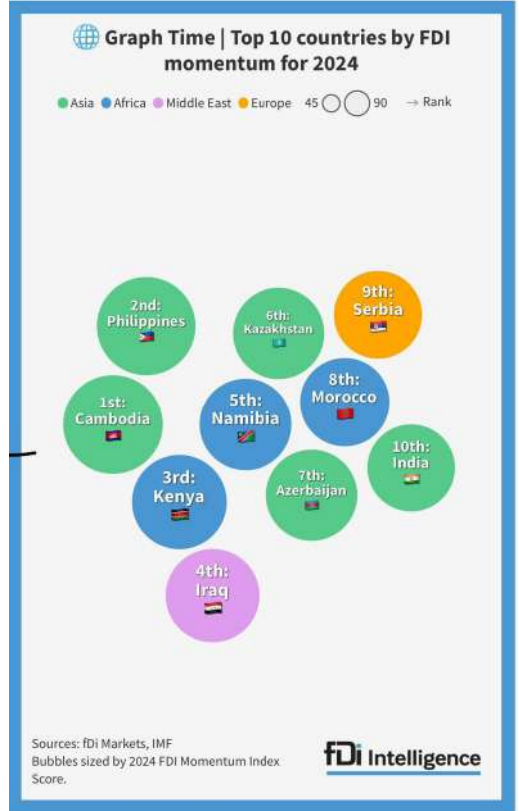 Graph Time | Top 10 countries by FDI
momentum for 2024
Asia Africa Middle East Europe 45 90 → Rank
2nd:
Philippines
6th:
Kazakhstan
9th:
Serbia
1st:
Cambodia
5th:
Namibia
8th:
Morocco
3rd:
Kenya
7th:
Azerbaijan
10th:
India
4th:
Iraq
Sources: fDi Markets, IMF
Bubbles sized by 2024 FDI Momentum Index
Score.
fDi Intelligence